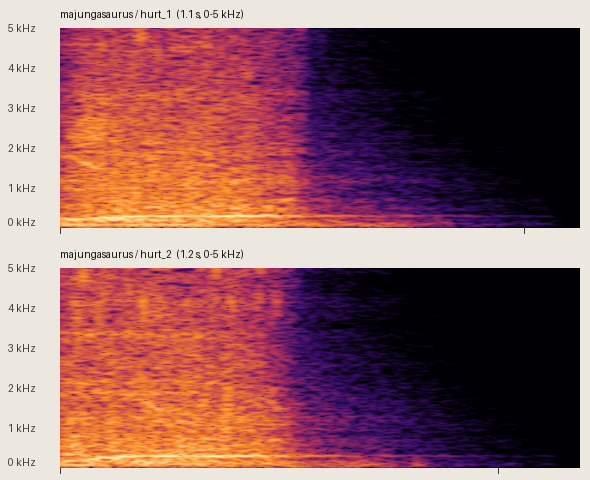 majungasaurus / hurt_1 (1.1 s, 0-5 kHz)
5 kHz
4 kHz
3 kHz
2 kHz
1 kHz
0 kHz
majungasaurus / hurt_2 (1.2 s, 0-5 kHz)
5 kHz
4 kHz
3 kHz
2 kHz
1 kHz
0 kHz